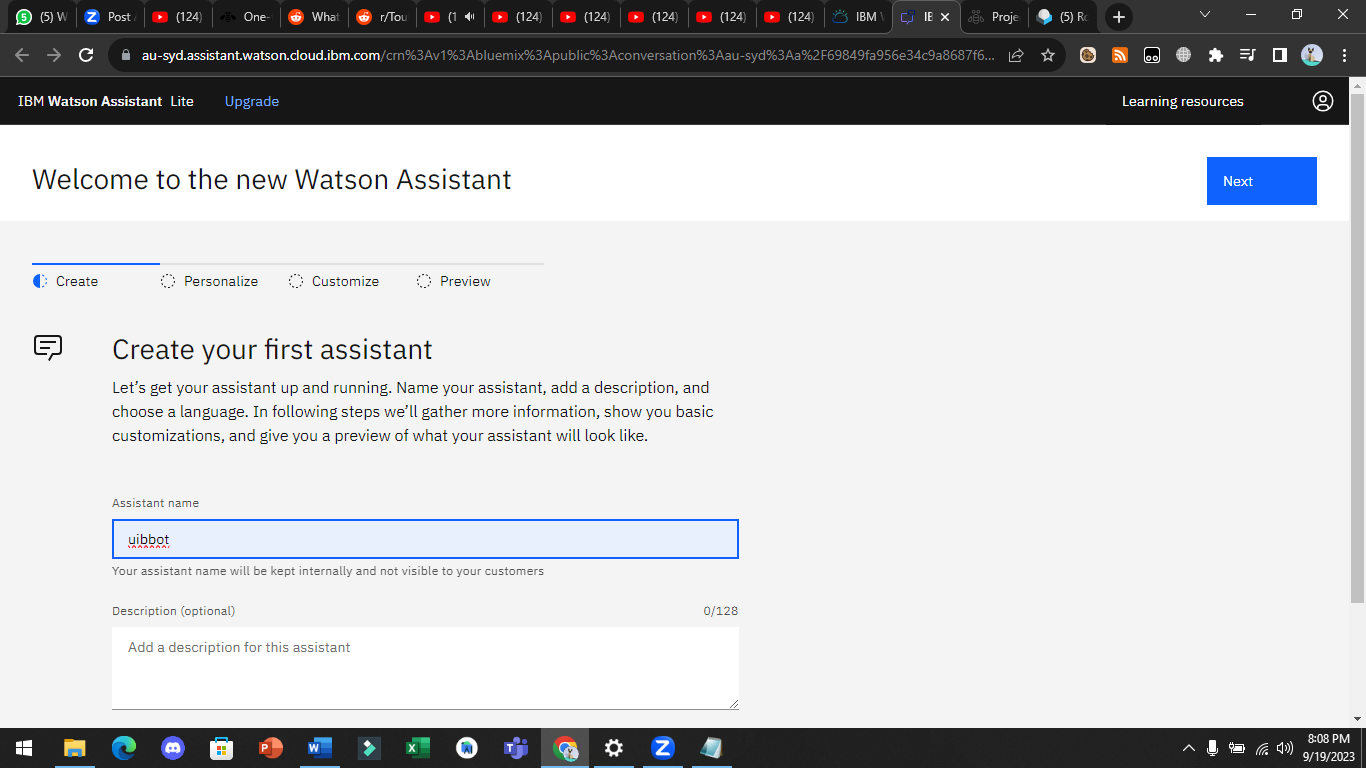 (5) W
Post
(124)
One-
What
r/Tou
(1
(124)
(124)
(124)
(124)
(124)
IBM
IE
Proje
(5) Ro
au-syd.assistant.watson.cloud.ibm.com/crn%3Av1%3Abluemix%3Apublic%3Aconversation%3Aau-syd%3Aa%2F69849fa956e34c9a8687f6...
IBM Watson Assistant Lite
Upgrade
Learning resources
Welcome to the new Watson Assistant
Next
Create
Personalize
Customize
Preview
Create your first assistant
Let's get your assistant up and running. Name your assistant, add a description, and
choose a language. In following steps we'll gather more information, show you basic
customizations, and give you a preview of what your assistant will look like.
Assistant name
uibbot
Your assistant name will be kept internally and not visible to your customers
Description (optional)
0/128
Add a description for this assistant
8:08 PM
9/19/2023